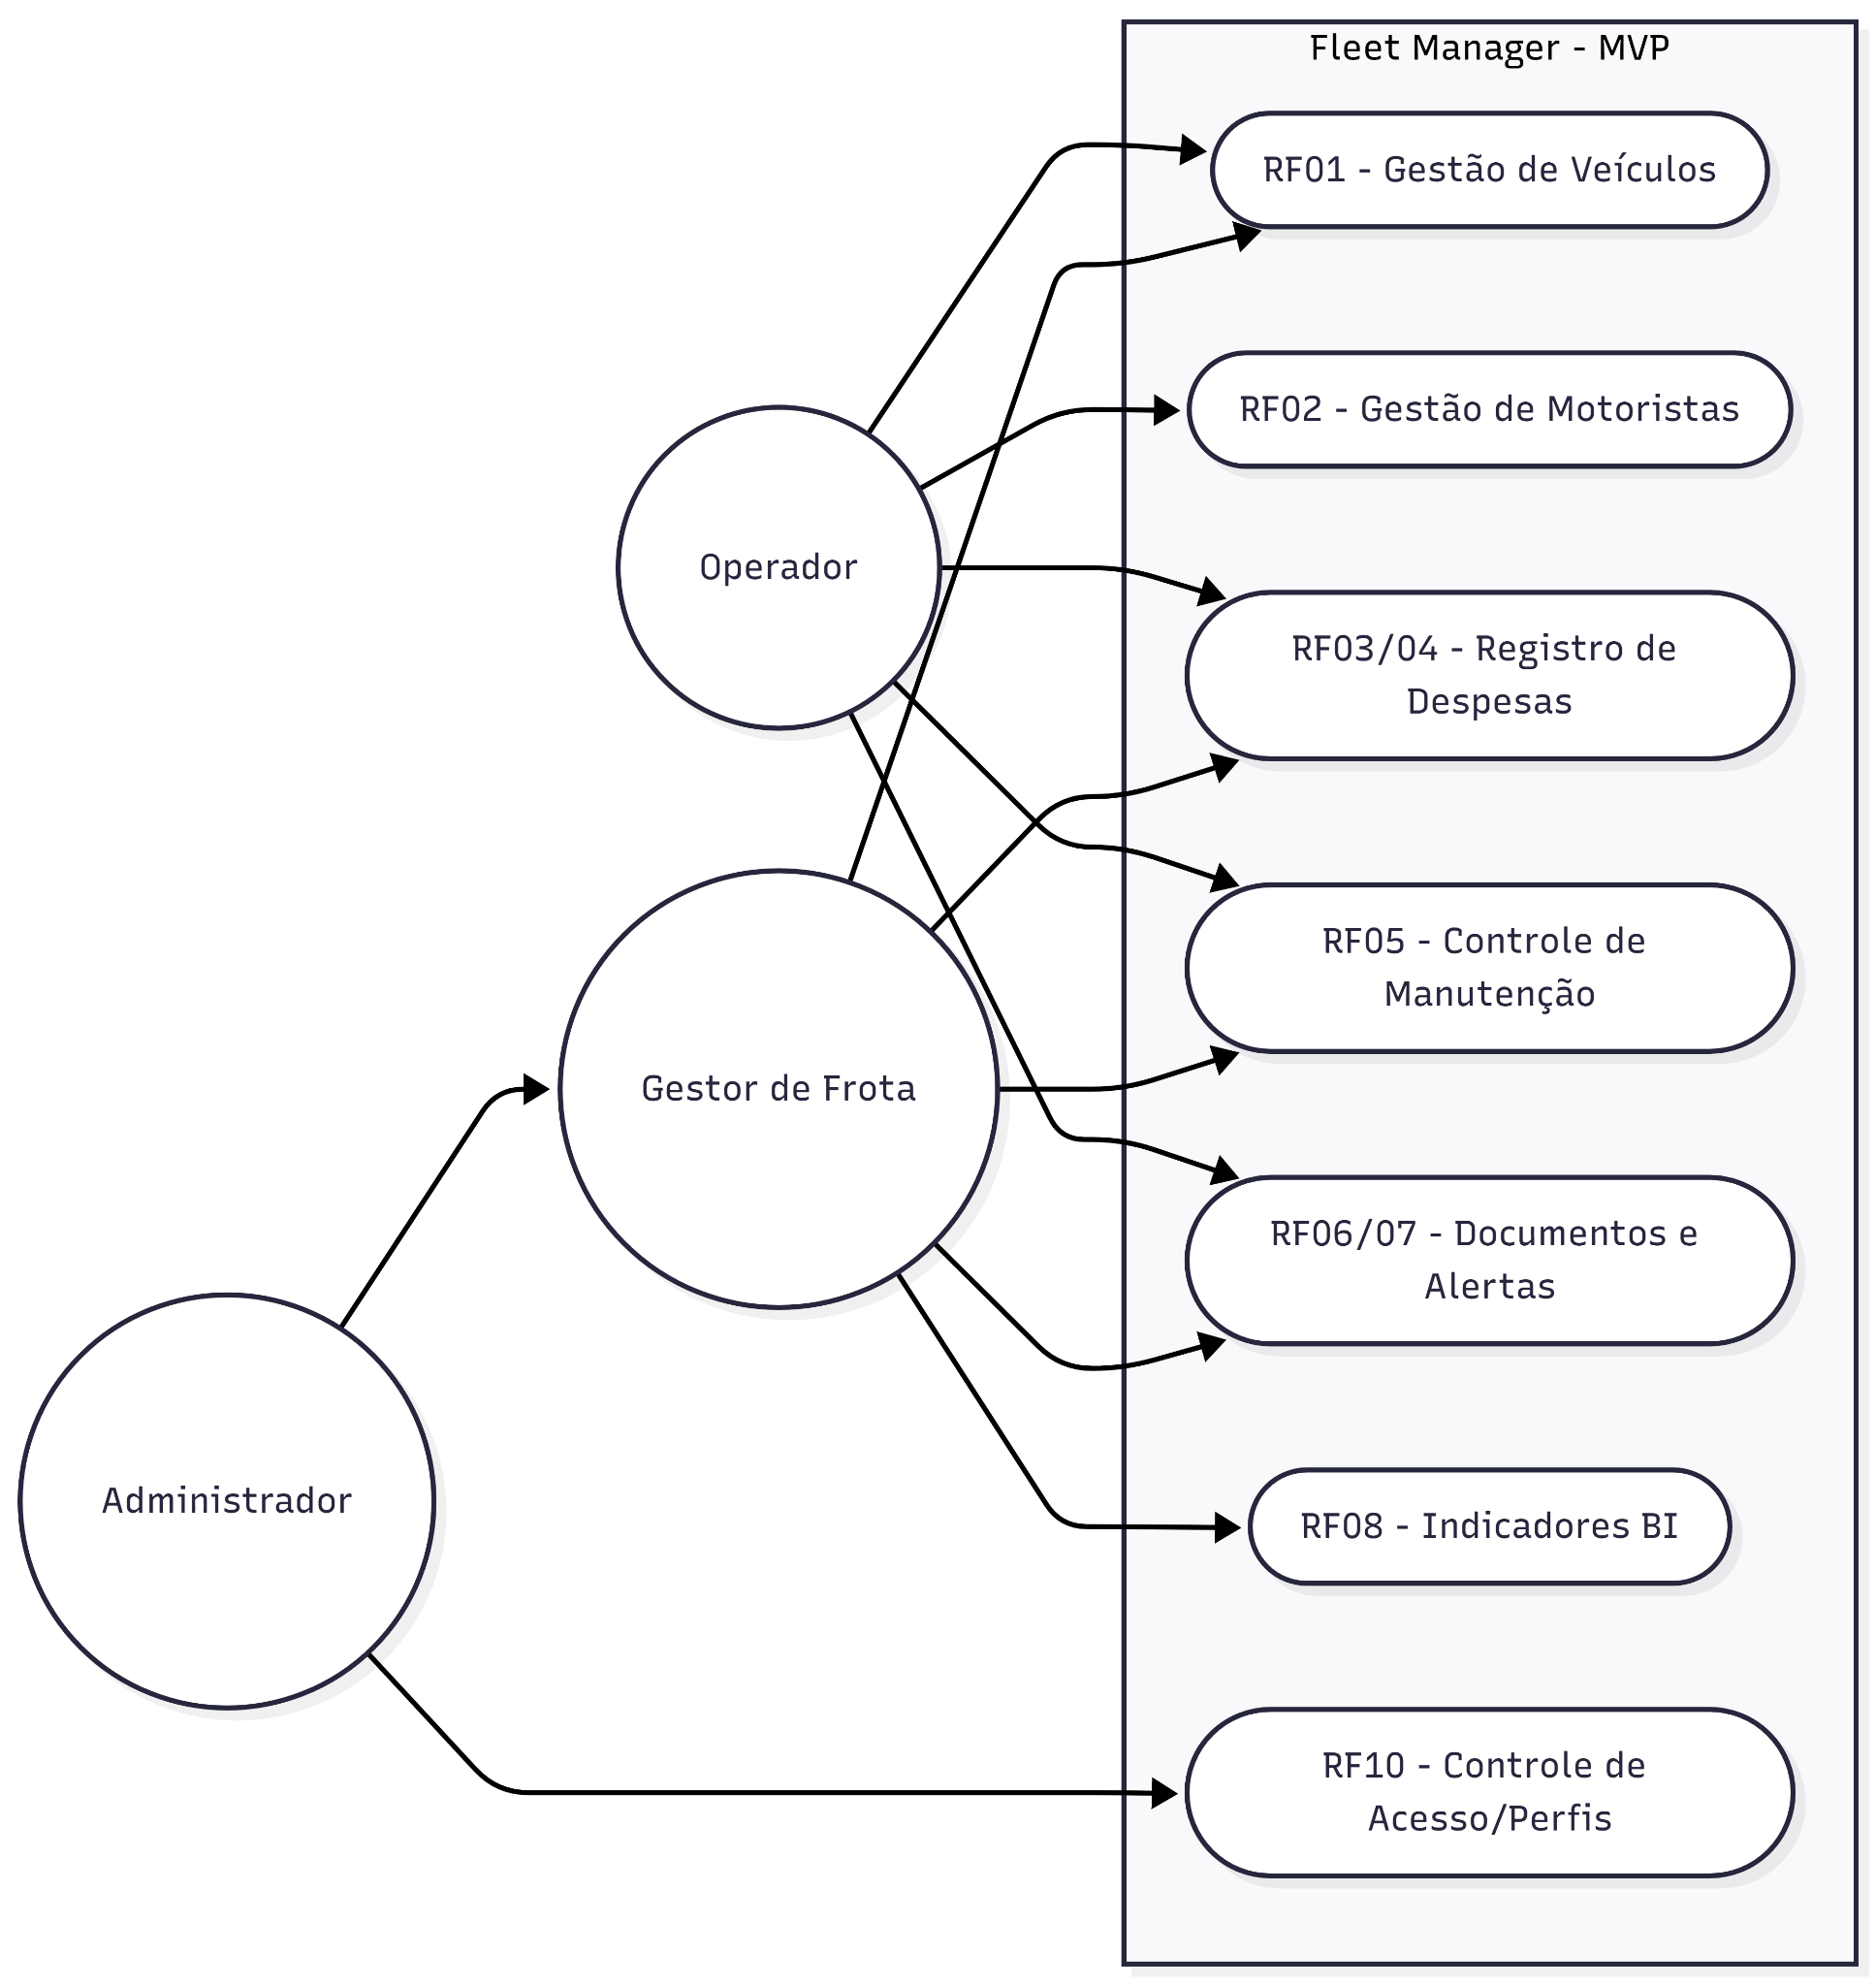 Fleet Manager - MVP
RF01 - Gestão de Veículos
RF02 - Gestão de Motoristas
Operador
RF03/04 - Registro de
Despesas
RF05 - Controle de
Manutenção
Gestor de Frota
RF06/07 - Documentos e
Alertas
Administrador
RF08 - Indicadores BI
RF10 - Controle de
Acesso/Perfis